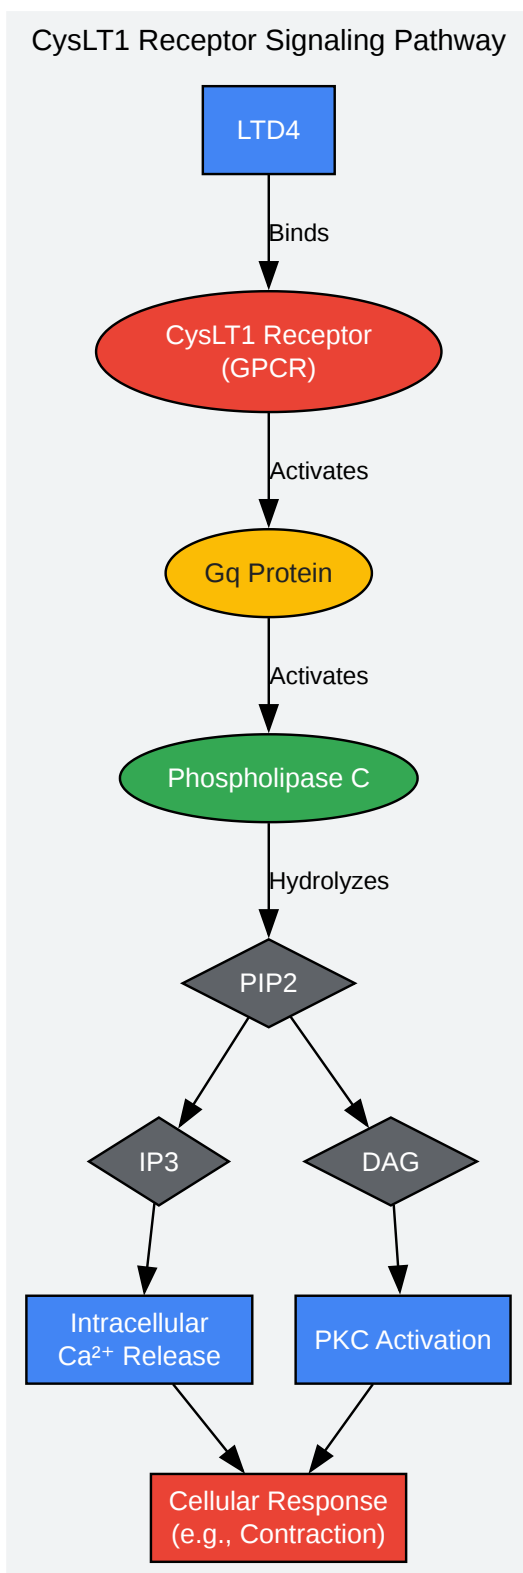 CysLT1 Receptor Signaling Pathway
LTD4
Binds
CysLT1 Receptor
(GPCR)
Activates
Gq Protein
Activates
Phospholipase C
Hydrolyzes
PIP2
IP3
DAG
Intracellular
Ca²⁺ Release
PKC Activation
Cellular Response
(e.g., Contraction)